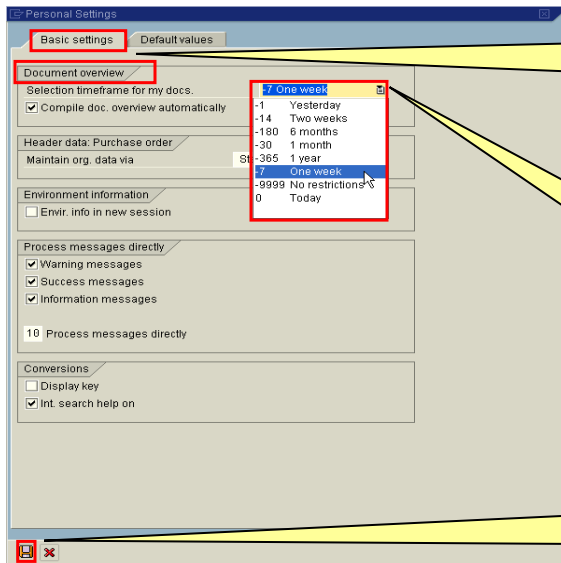 Personal Settings
Basic settings
Default values
Document overview
Selection timeframe for my docs.
-7 One week
Compile doc. overview automatically
-1 Yesterday
-14 Two weeks
-180 6 months
-30 1 month
-365 1 year
-7 One week
-9999 No restrictions
0 Today
Header data: Purchase order
Maintain org. data via St
Environment information
Envir. info in new session
Process messages directly
Warning messages
Success messages
Information messages
10 Process messages directly
Conversions
Display key
Int. search help on